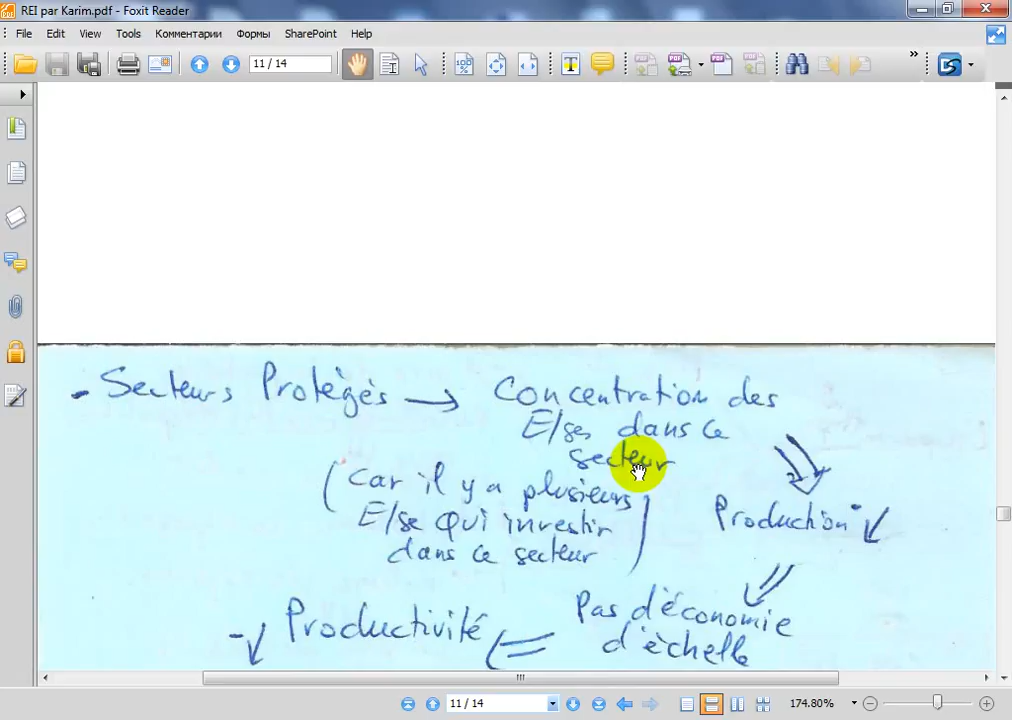 REI par Karim.pdf - Foxit Reader
File Edit View Tools Комментарии Формы SharePoint Help
11 / 14
- Secteurs Protégés → Concentration des
E/ses dans ce
secteur
(car il y a plusieurs
E/se qui investir
dans ce secteur)
Production ↓
Pas d'économie
d'échelle
↓ Productivité
11 / 14
174.80%